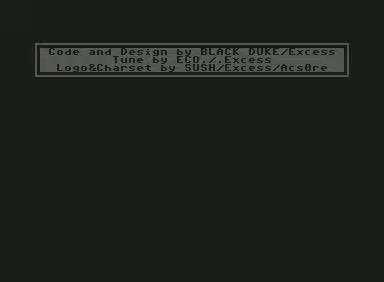 Code and Design by BLACK DUKE/Excess
Tune by ECO./.Excess
Logo&Charset by SUSH/Excess/Acs0re